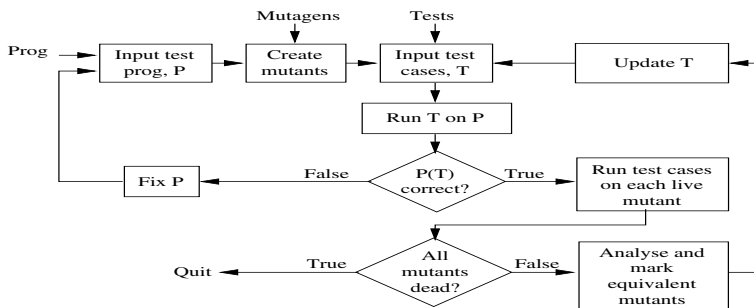 Mutagens
Tests
Prog
Input test
prog, P
Create
mutants
Input test
cases, T
Update T
Run T on P
Fix P
False
P(T)
correct?
True
Run test cases
on each live
mutant
Quit
True
All
mutants
dead?
False
Analyse and
mark
equivalent
mutants